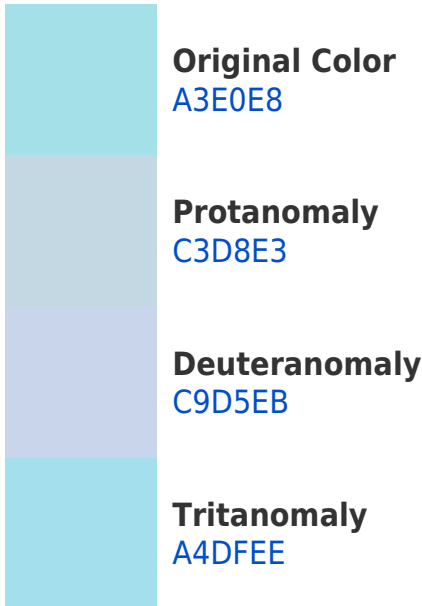 Original Color
A3E0E8
Protanomaly
C3D8E3
Deuteranomaly
C9D5EB
Tritanomaly
A4DFEE